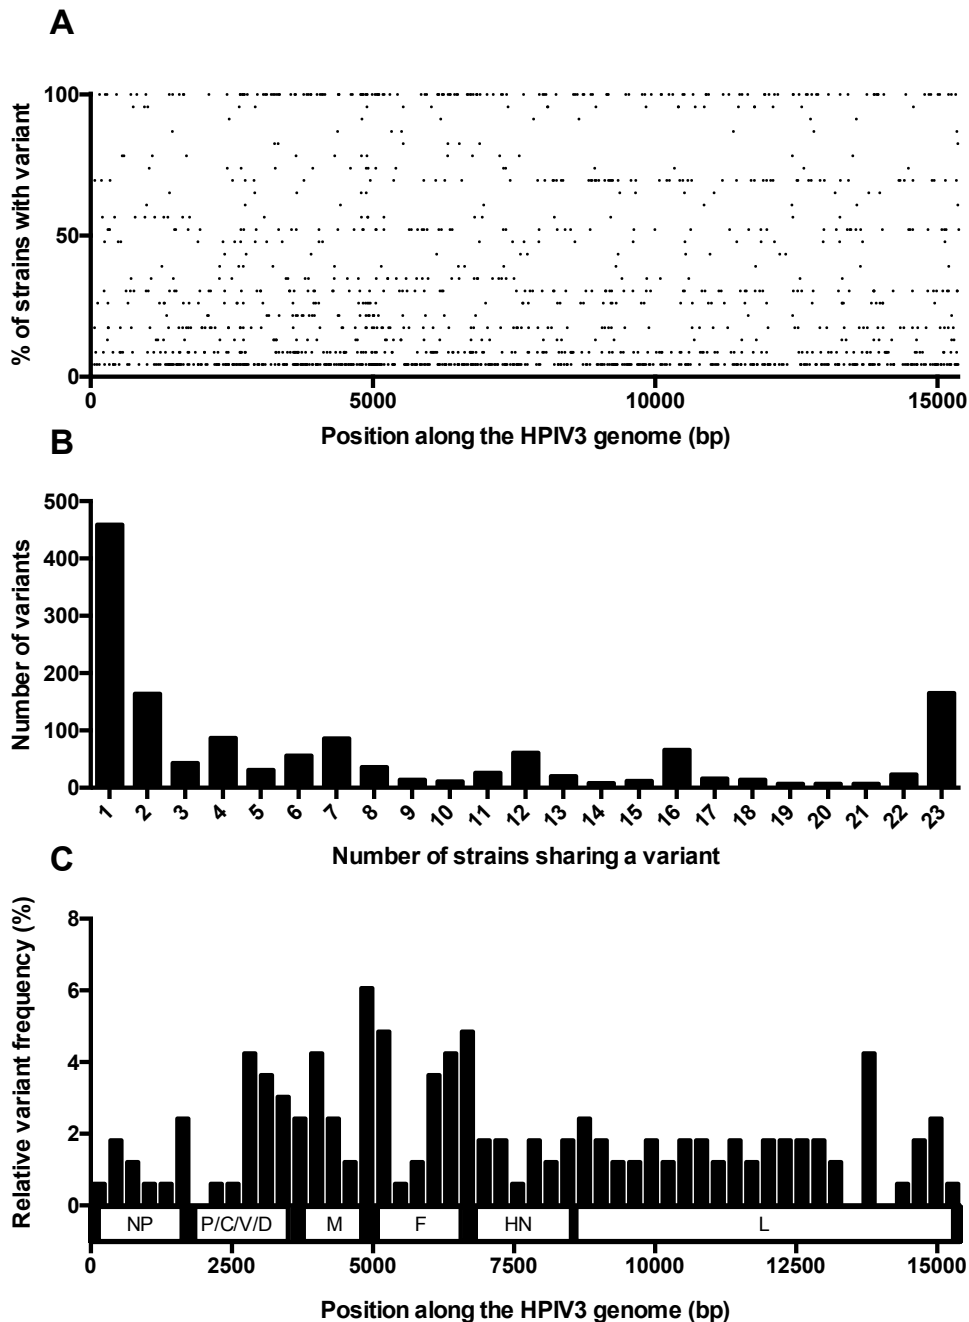 A
% of strains with variant
100
50
0
0 5000 10000 15000
Position along the HPIV3 genome (bp)
B
Number of variants
500
400
300
200
100
0
1 2 3 4 5 6 7 8 9 10 11 12 13 14 15 16 17 18 19 20 21 22 23
Number of strains sharing a variant
C
Relative variant frequency (%)
8
6
4
2
0
NP P/C/V/D M F HN L
0 2500 5000 7500 10000 12500 15000
Position along the HPIV3 genome (bp)